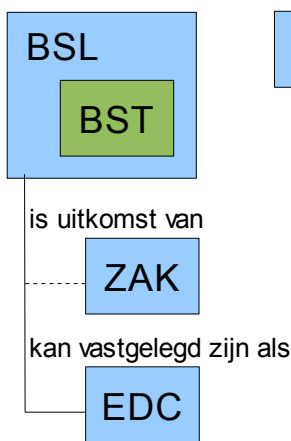 BSL
BST
is uitkomst van
ZAK
kan vastgelegd zijn als
EDC